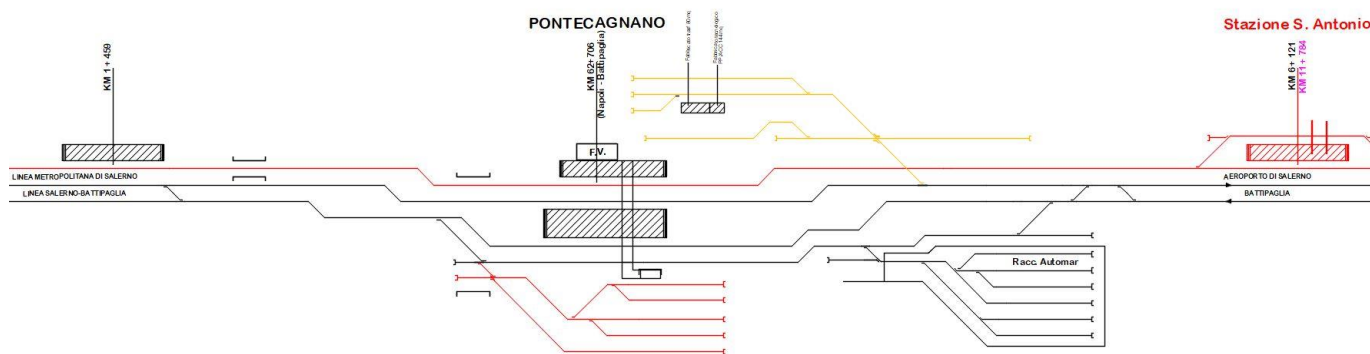 PONTECAGNANO
Stazione S. Antonio
KM 1 + 459
KM 62+ 706
(Napoli - Battipaglia)
KM 6 + 121
KM 11 + 784
F.V.
LINEA METROPOLITANA DI SALERNO
AEROPORTO DI SALERNO
LINEA SALERNO-BATTIPAGLIA
BATTIPAGLIA
Racc. Automar